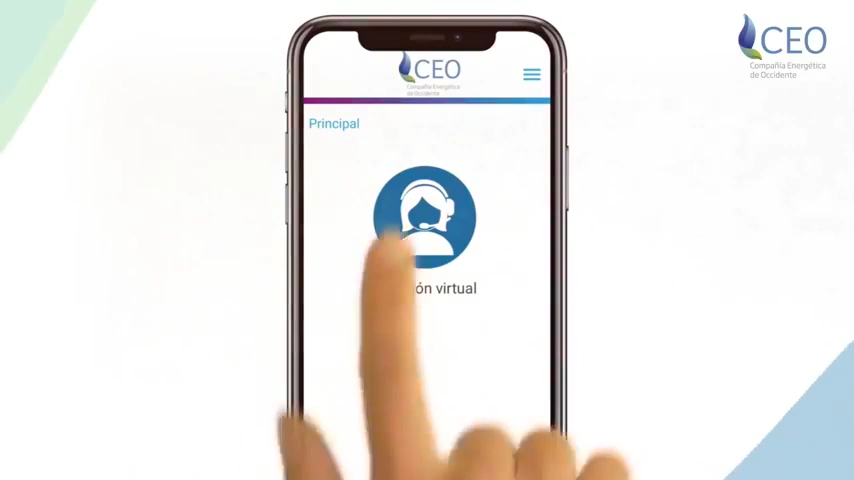 CEO
Compañía Energética
de Occidente
CEO
Compañía Energética
de Occidente
Principal
ón virtual